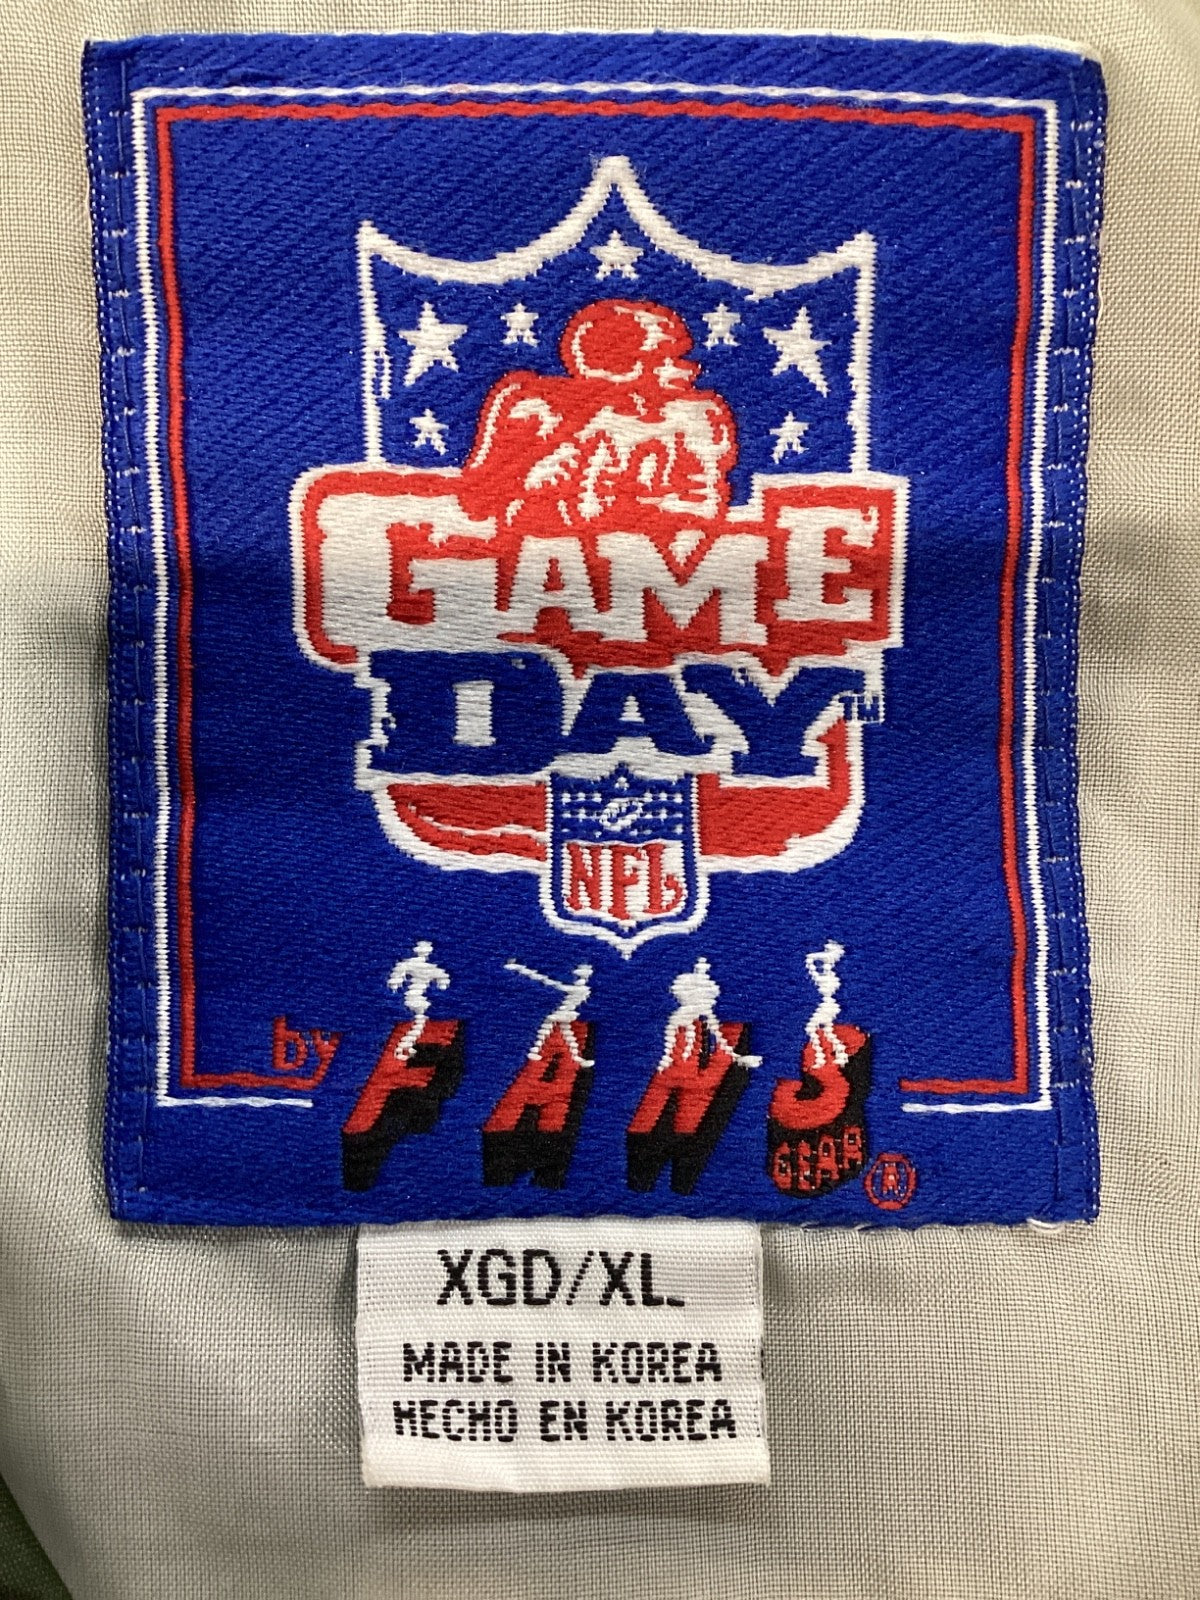 GAME
DAY™
NFL
by FANS
GEAR®
XGD/XL
MADE IN KOREA
HECHO EN KOREA